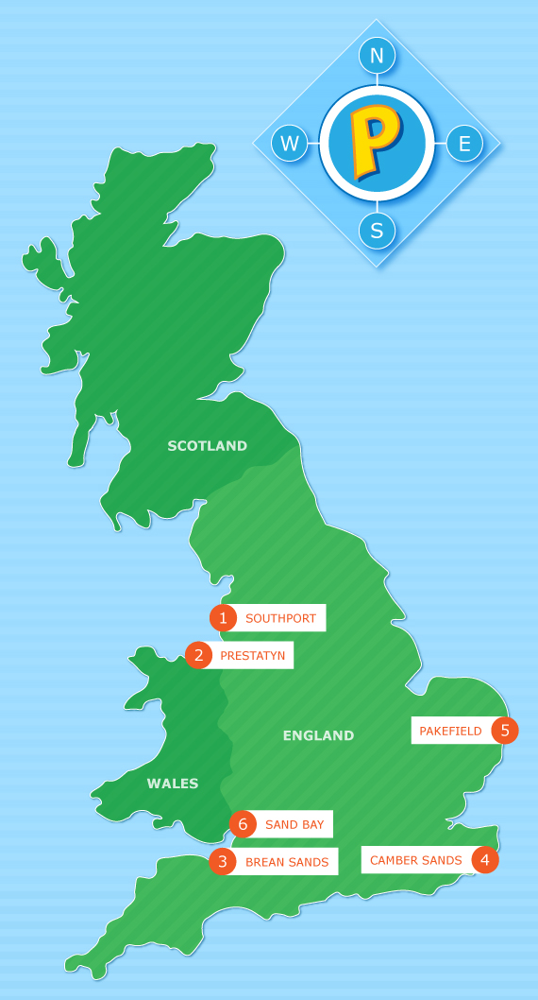 N
W P E
S
SCOTLAND
1 SOUTHPORT
2 PRESTATYN
PAKEFIELD 5
ENGLAND
WALES
6 SAND BAY
3 BREAN SANDS
CAMBER SANDS 4